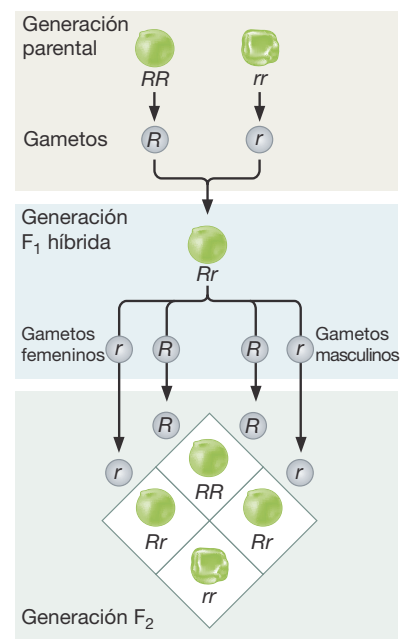 Generación
parental
RR
rr
Gametos
R
r
Generación
F1 híbrida
Rr
Gametos
femeninos
r
R
R
r
Gametos
masculinos
R
R
r
r
RR
Rr
Rr
rr
Generación F2